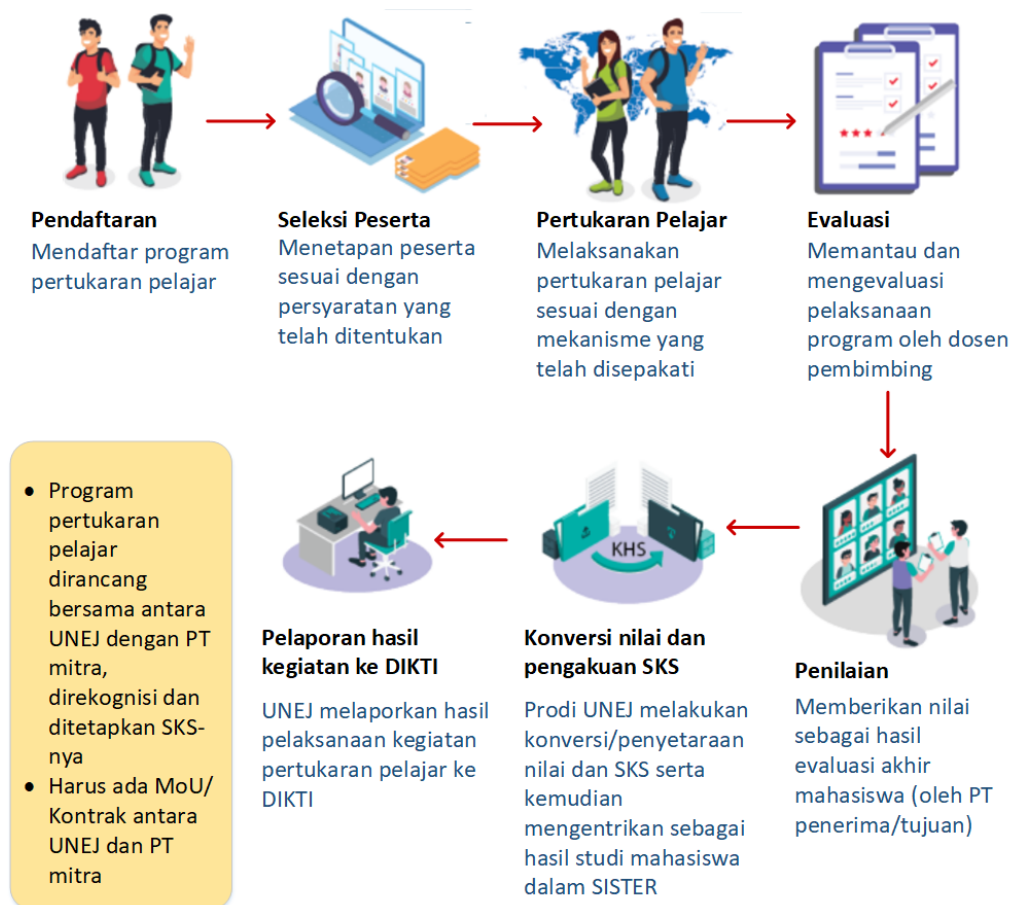 Pendaftaran
Mendaftar program
pertukaran pelajar
Seleksi Peserta
Menetapan peserta
sesuai dengan
persyaratan yang
telah ditentukan
Pertukaran Pelajar
Melaksanakan
pertukaran pelajar
sesuai dengan
mekanisme yang
telah disepakati
Evaluasi
Memantau dan
mengevaluasi
pelaksanaan
program oleh dosen
pembimbing
Penilaian
Memberikan nilai
sebagai hasil
evaluasi akhir
mahasiswa (oleh PT
penerima/tujuan)
KHS
Konversi nilai dan
pengakuan SKS
Prodi UNEJ melakukan
konversi/penyetaraan
nilai dan SKS serta
kemudian
mengentrikan sebagai
hasil studi mahasiswa
dalam SISTER
Pelaporan hasil
kegiatan ke DIKTI
UNEJ melaporkan hasil
pelaksanaan kegiatan
pertukaran pelajar ke
DIKTI
• Program
pertukaran
pelajar
dirancang
bersama antara
UNEJ dengan PT
mitra,
direkognisi dan
ditetapkan SKS-
nya
• Harus ada MoU/
Kontrak antara
UNEJ dan PT
mitra